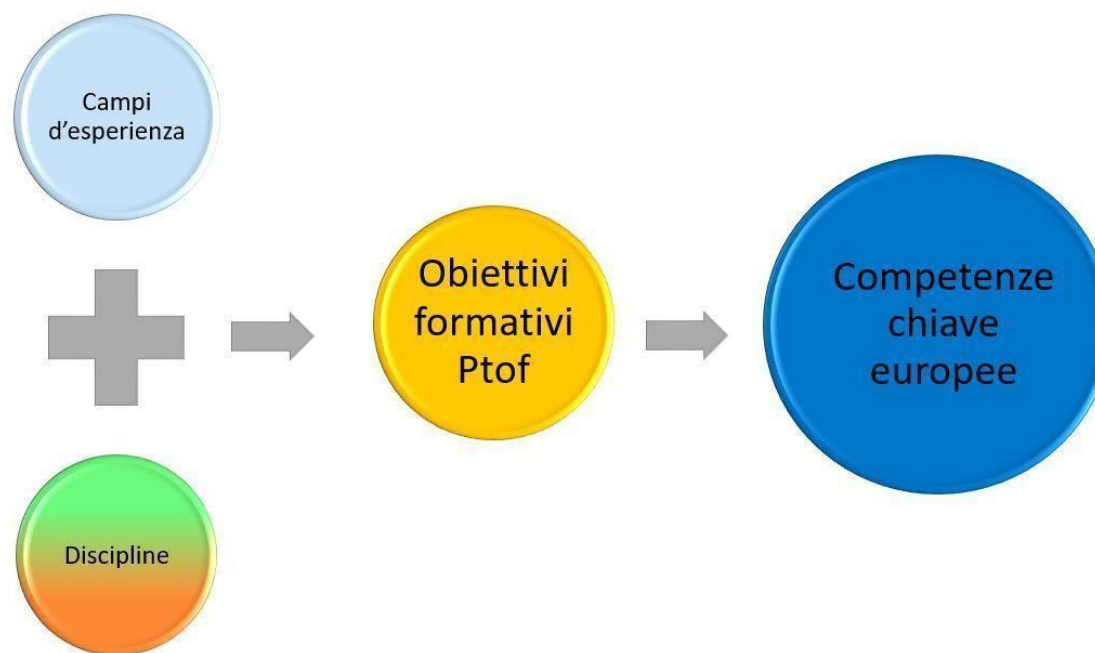 Campi
d'esperienza
Discipline
Obiettivi
formativi
Ptof
Competenze
chiave
europee